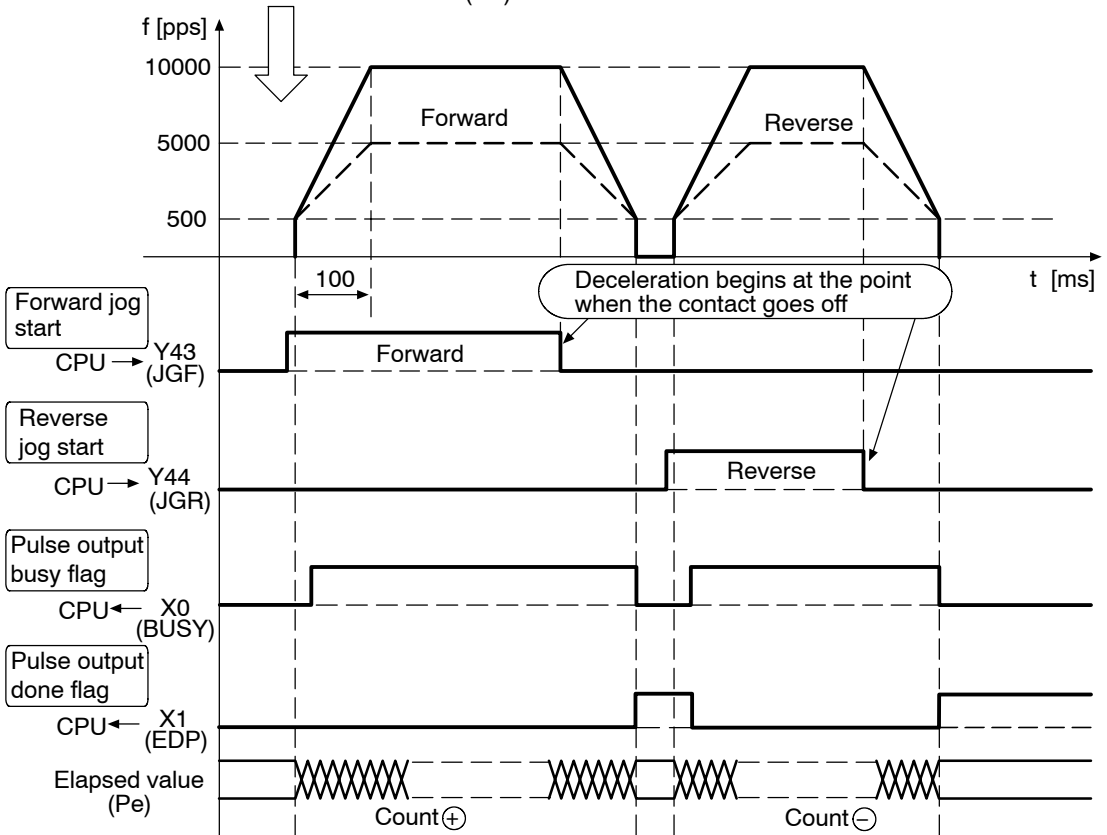 f [pps]
10000
5000
500
Forward
Reverse
100
t [ms]
Deceleration begins at the point
when the contact goes off
Forward jog
start
CPU → Y43
(JGF)
Forward
Reverse
jog start
CPU → Y44
(JGR)
Reverse
Pulse output
busy flag
CPU ← X0
(BUSY)
Pulse output
done flag
CPU ← X1
(EDP)
Elapsed value
(Pe)
Count ⊕
Count ⊖